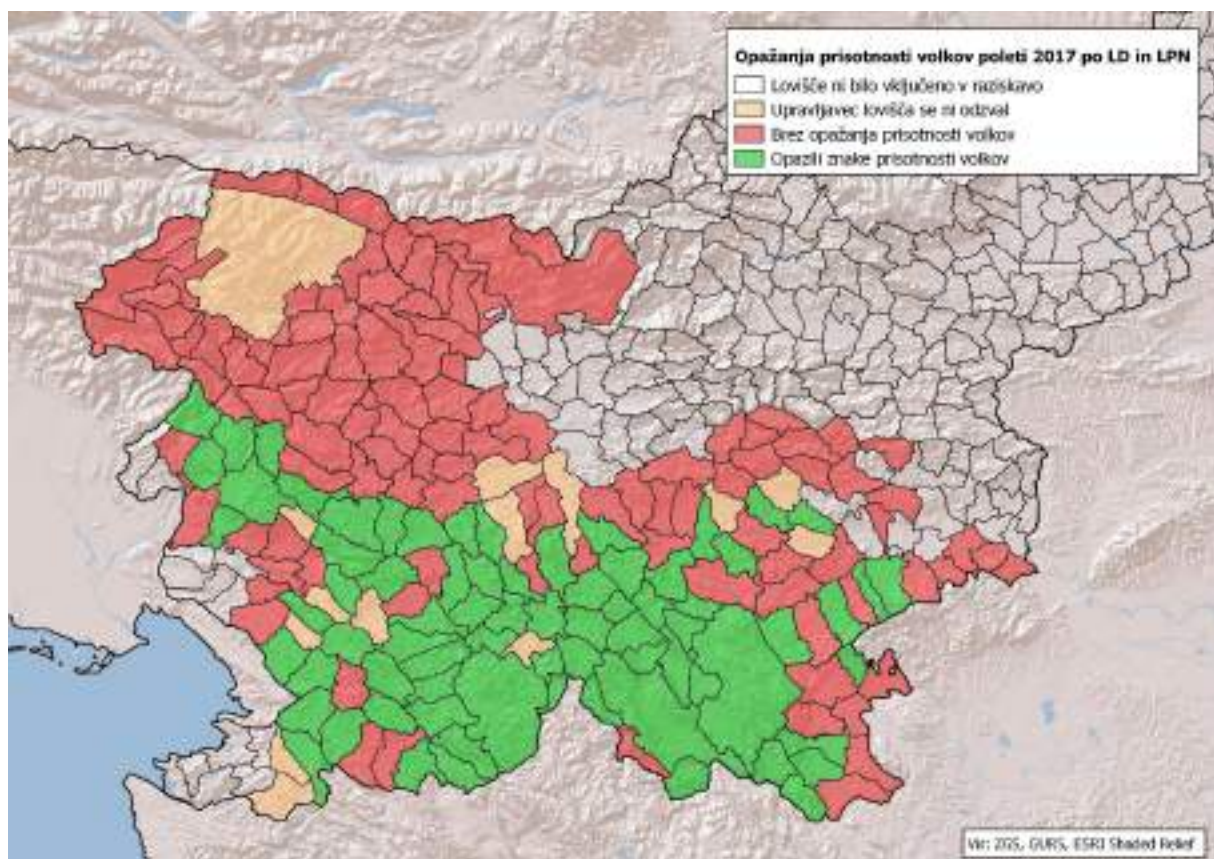 Opažanja prisotnosti volkov poleti 2017 po LD in LPN
Lovišče ni bilo vključeno v raziskavo
Upravljavec lovišča se ni odzval
Brez opažanja prisotnosti volkov
Opazili znake prisotnosti volkov
Vir: ZGS, GURS, ESRI Shaded Relief